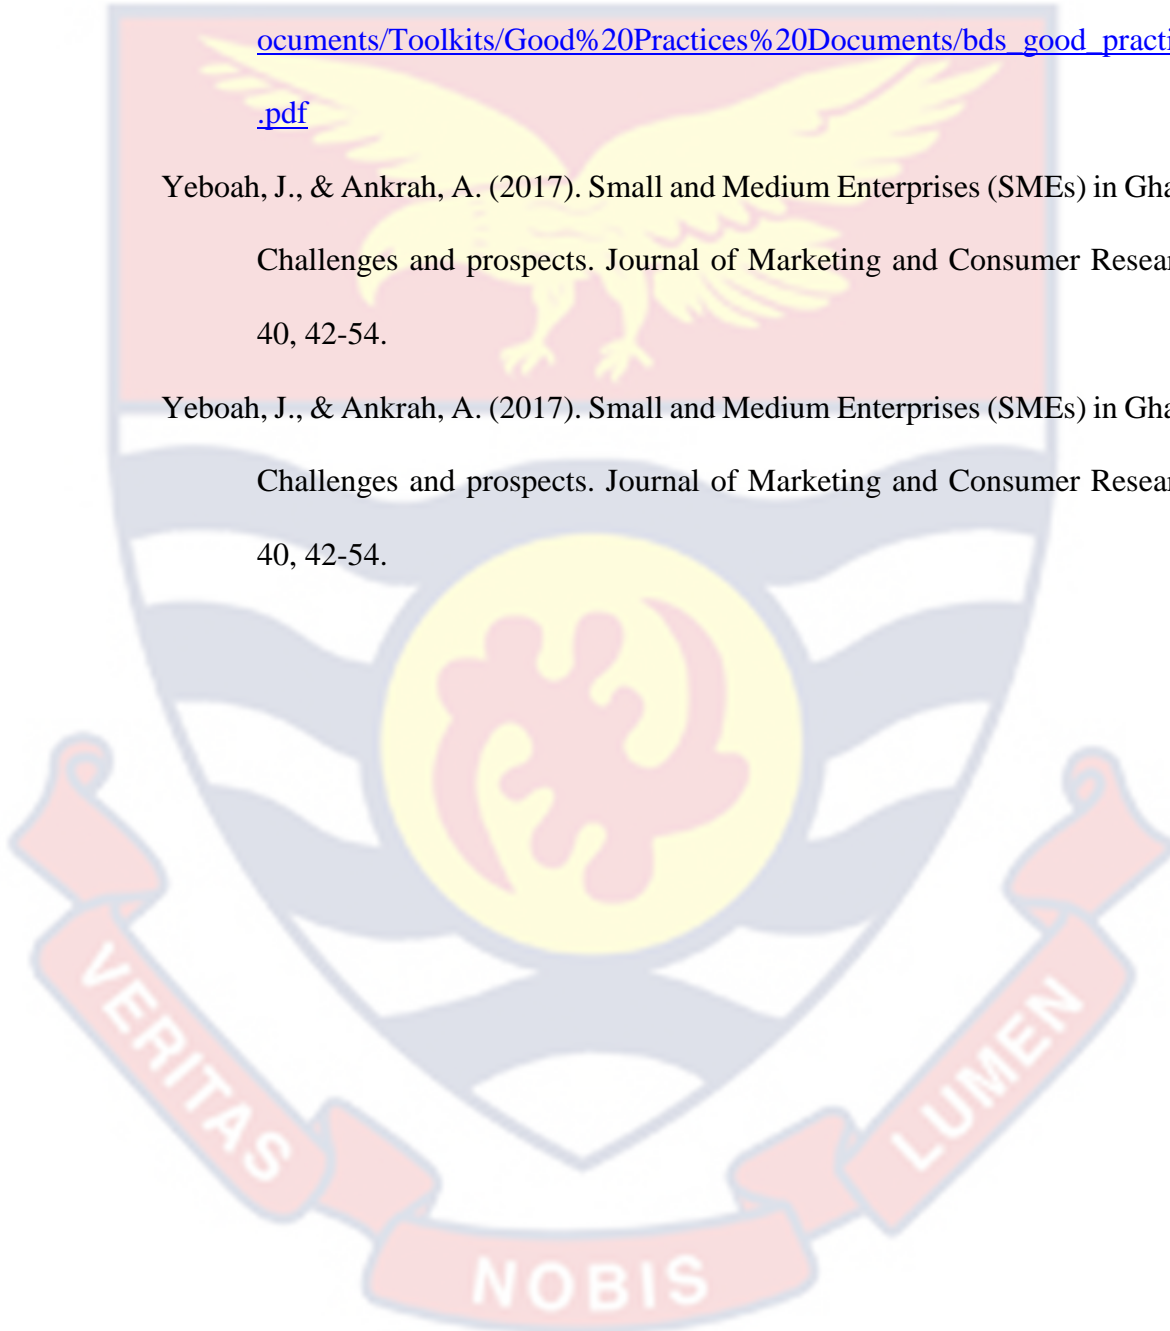 ocuments/Toolkits/Good%20Practices%20Documents/bds_good_practi
.pdf
Yeboah, J., & Ankrah, A. (2017). Small and Medium Enterprises (SMEs) in Gha
Challenges and prospects. Journal of Marketing and Consumer Resear
40, 42-54.
Yeboah, J., & Ankrah, A. (2017). Small and Medium Enterprises (SMEs) in Gha
Challenges and prospects. Journal of Marketing and Consumer Resear
40, 42-54.
VERITAS
NOBIS
LUMEN